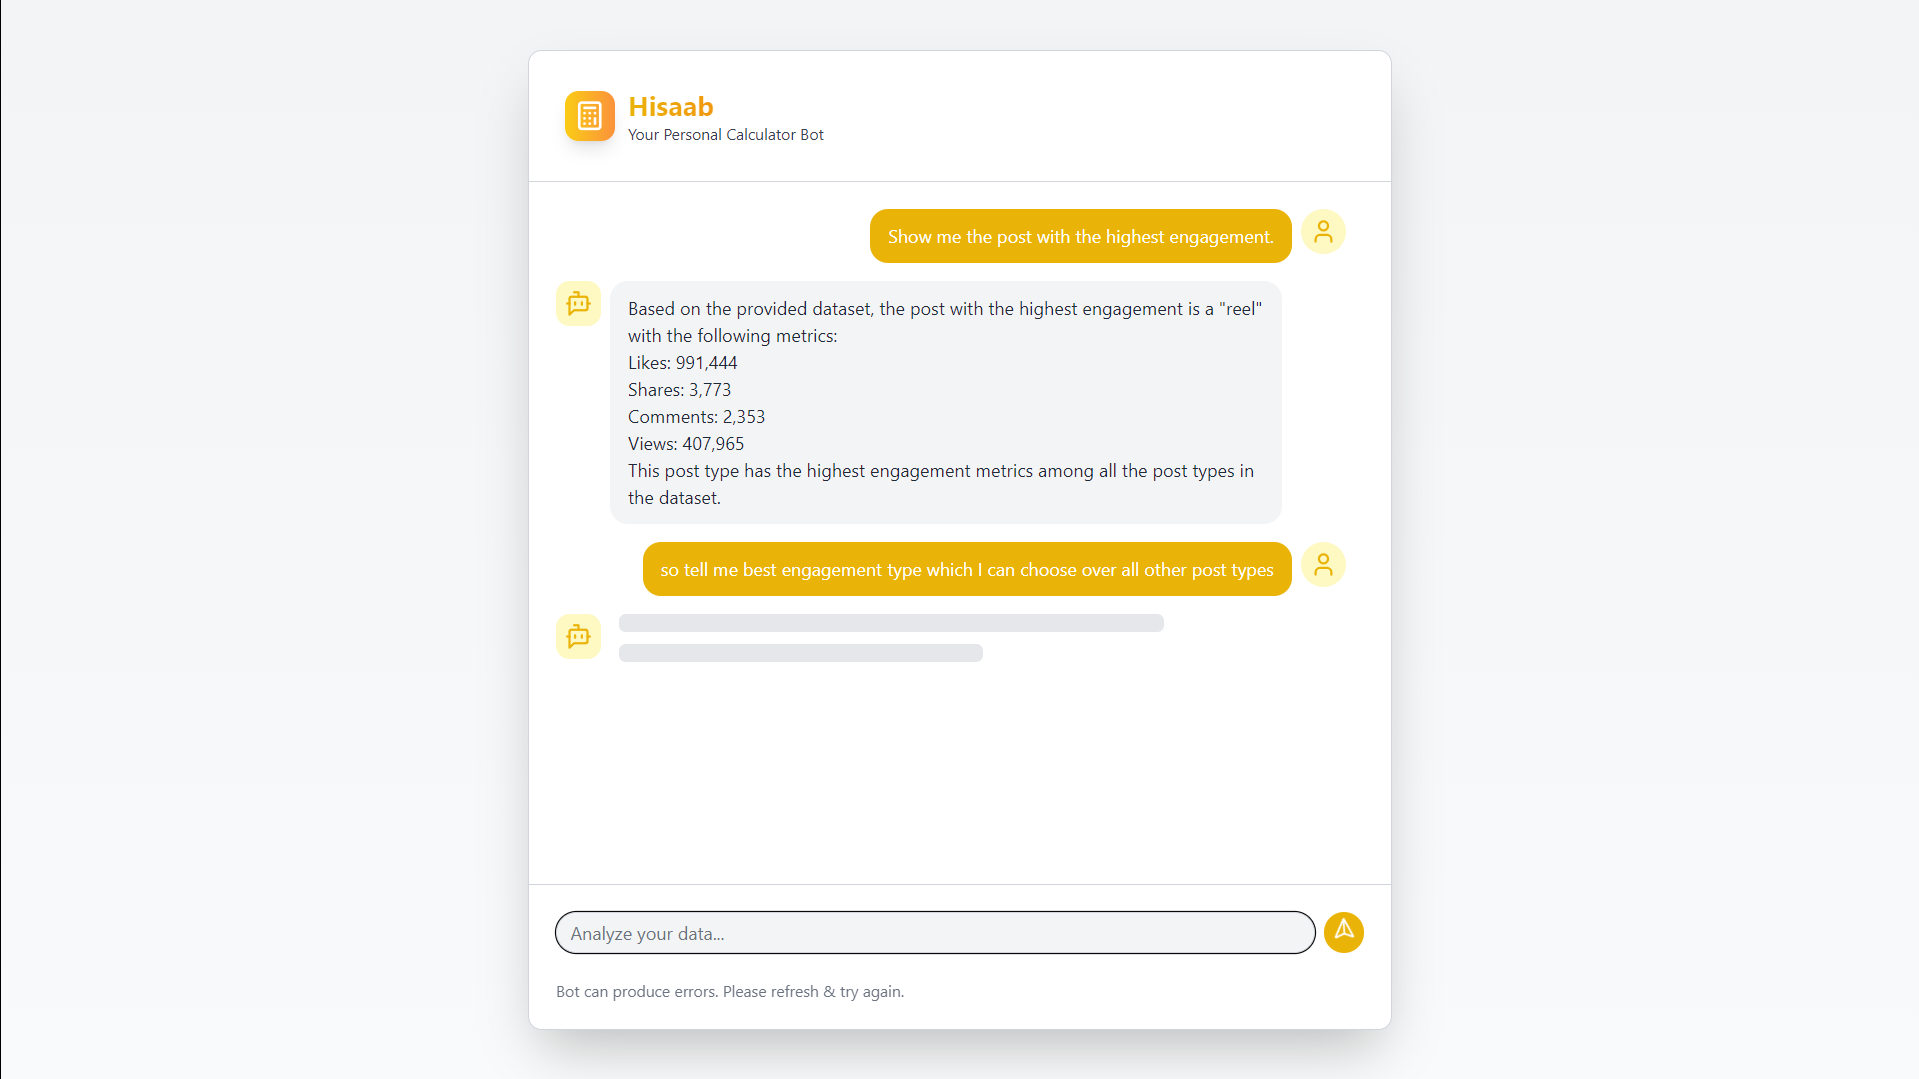 Hisaab
Your Personal Calculator Bot
Show me the post with the highest engagement.
Based on the provided dataset, the post with the highest engagement is a "reel"
with the following metrics:
Likes: 991,444
Shares: 3,773
Comments: 2,353
Views: 407,965
This post type has the highest engagement metrics among all the post types in
the dataset.
so tell me best engagement type which I can choose over all other post types
Analyze your data...
Bot can produce errors. Please refresh & try again.